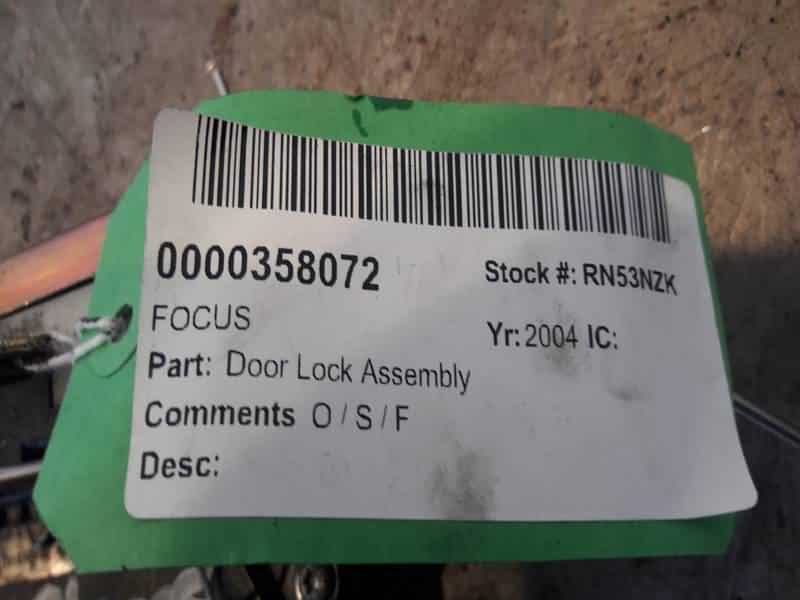 0000358072
Stock #: RN53NZK
FOCUS
Yr: 2004 IC:
Part: Door Lock Assembly
Comments O / S / F
Desc: